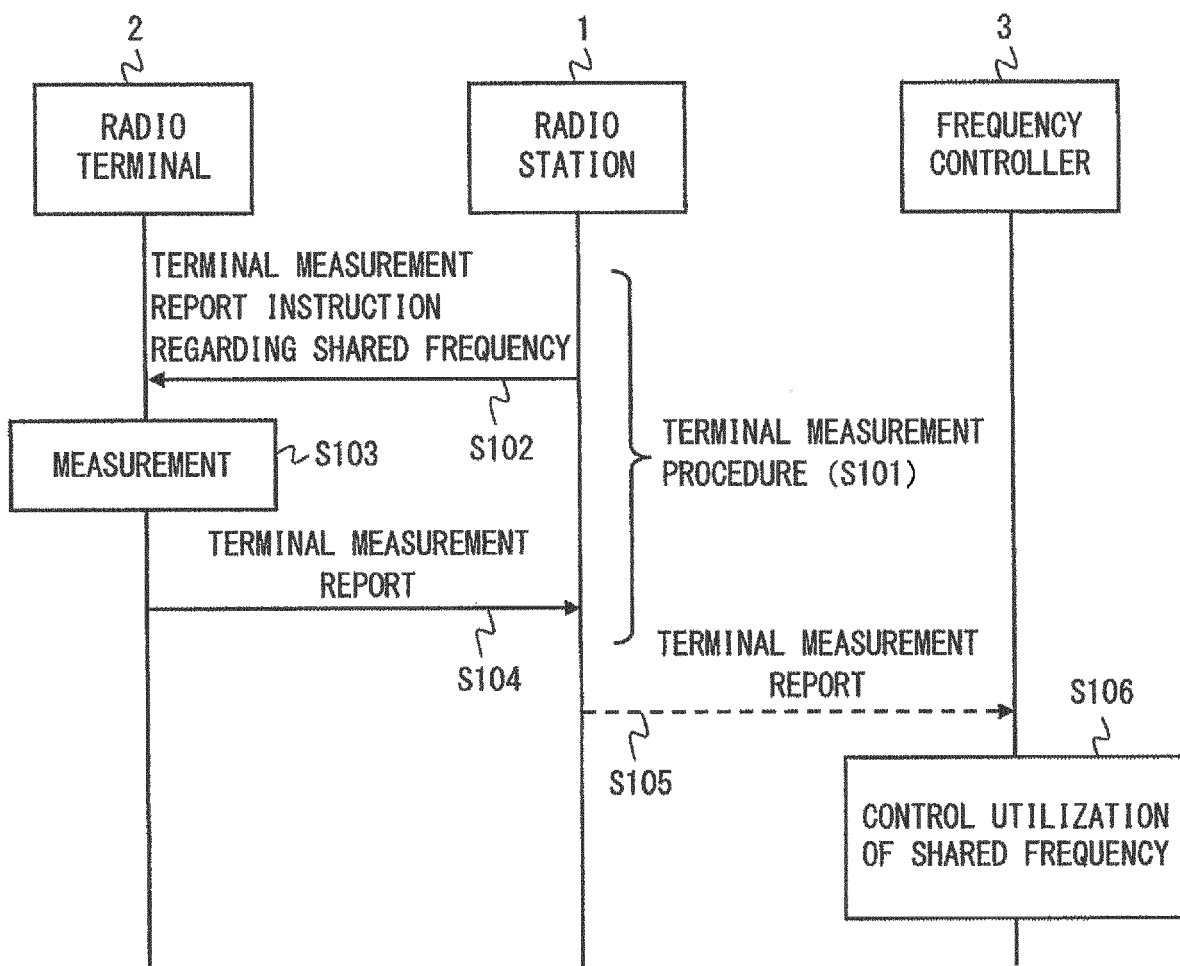 2
1
3
RADIO
TERMINAL
RADIO
STATION
FREQUENCY
CONTROLLER
TERMINAL MEASUREMENT
REPORT INSTRUCTION
REGARDING SHARED FREQUENCY
S102
MEASUREMENT
S103
TERMINAL MEASUREMENT
PROCEDURE (S101)
TERMINAL MEASUREMENT
REPORT
S104
TERMINAL MEASUREMENT
REPORT
S105
S106
CONTROL UTILIZATION
OF SHARED FREQUENCY